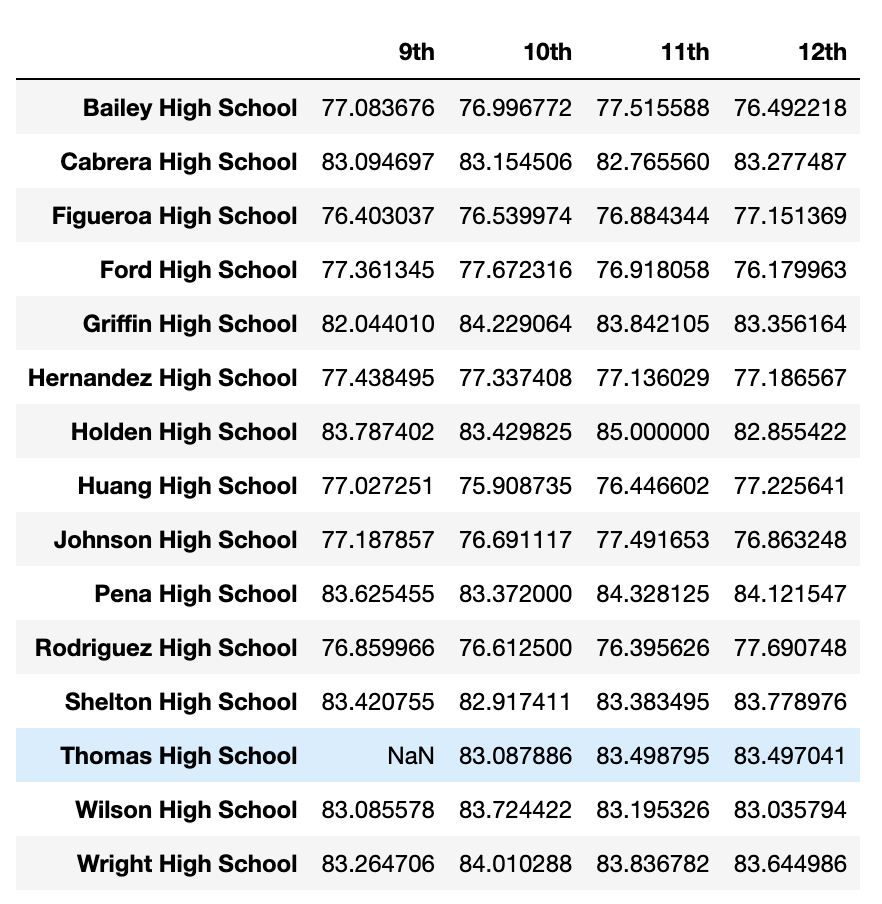 9th 10th 11th 12th
Bailey High School 77.083676 76.996772 77.515588 76.492218
Cabrera High School 83.094697 83.154506 82.765560 83.277487
Figueroa High School 76.403037 76.539974 76.884344 77.151369
Ford High School 77.361345 77.672316 76.918058 76.179963
Griffin High School 82.044010 84.229064 83.842105 83.356164
Hernandez High School 77.438495 77.337408 77.136029 77.186567
Holden High School 83.787402 83.429825 85.000000 82.855422
Huang High School 77.027251 75.908735 76.446602 77.225641
Johnson High School 77.187857 76.691117 77.491653 76.863248
Pena High School 83.625455 83.372000 84.328125 84.121547
Rodriguez High School 76.859966 76.612500 76.395626 77.690748
Shelton High School 83.420755 82.917411 83.383495 83.778976
Thomas High School NaN 83.087886 83.498795 83.497041
Wilson High School 83.085578 83.724422 83.195326 83.035794
Wright High School 83.264706 84.010288 83.836782 83.644986